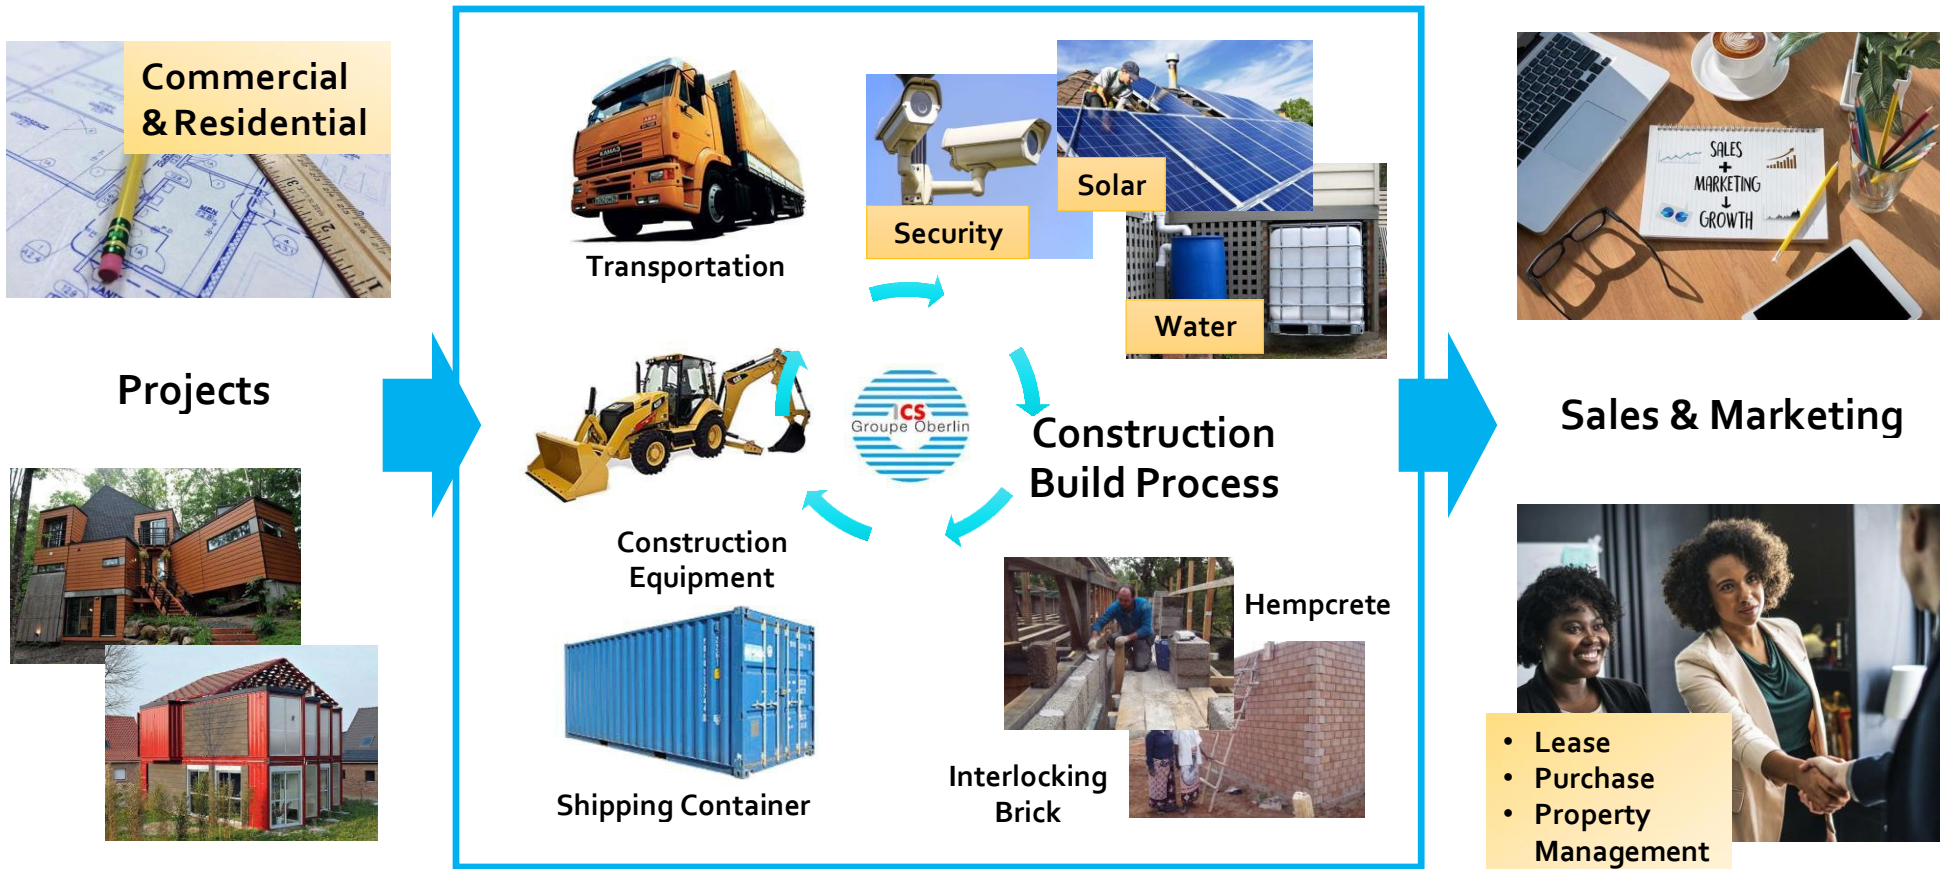 Commercial
& Residential
Projects
Transportation
KAMAZ
Security
Solar
Water
ICS
Groupe Oberlin
Construction
Build Process
Construction
Equipment
Shipping Container
Hempcrete
Interlocking
Brick
SALES
+
MARKETING
↓
GROWTH
Sales & Marketing
• Lease
• Purchase
• Property
Management